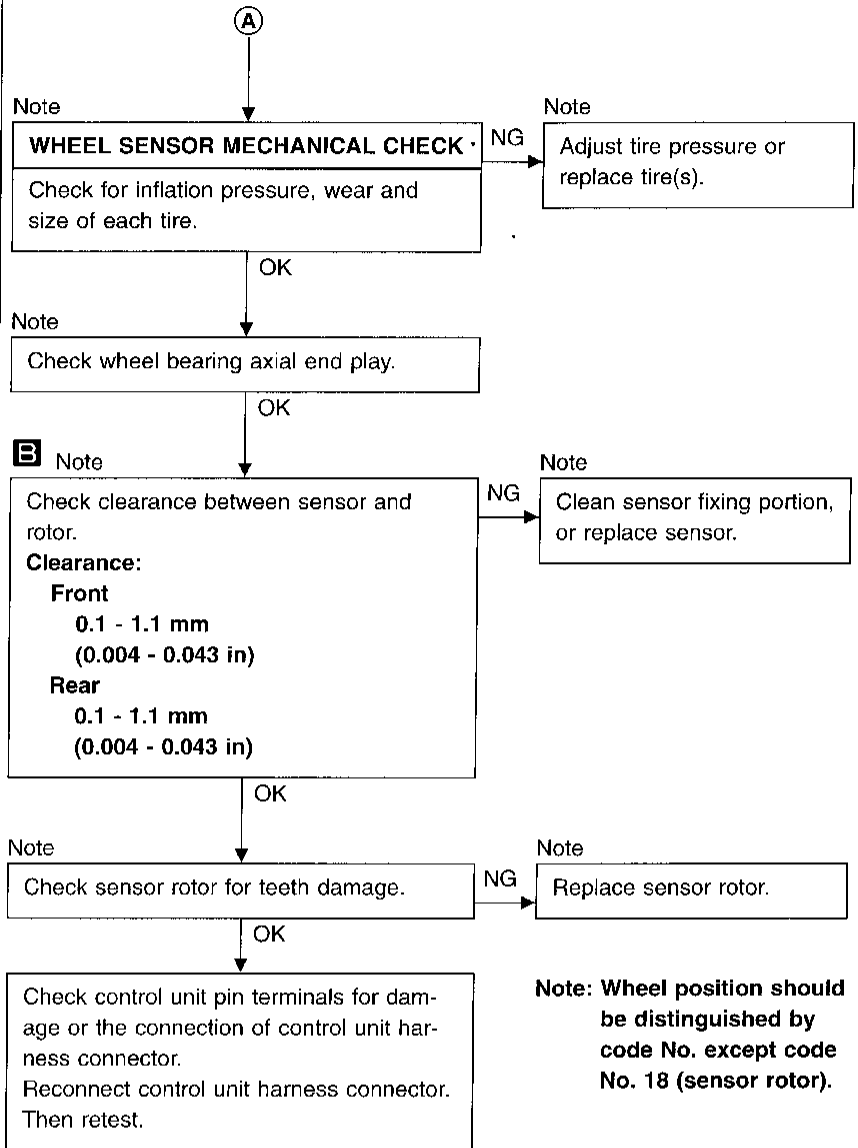 A
Note
WHEEL SENSOR MECHANICAL CHECK
Check for inflation pressure, wear and
size of each tire.
NG
Note
Adjust tire pressure or
replace tire(s).
OK
Note
Check wheel bearing axial end play.
OK
B Note
Check clearance between sensor and
rotor.
Clearance:
Front
0.1 - 1.1 mm
(0.004 - 0.043 in)
Rear
0.1 - 1.1 mm
(0.004 - 0.043 in)
NG
Note
Clean sensor fixing portion,
or replace sensor.
OK
Note
Check sensor rotor for teeth damage.
NG
Note
Replace sensor rotor.
OK
Check control unit pin terminals for dam-
age or the connection of control unit har-
ness connector.
Reconnect control unit harness connector.
Then retest.
Note: Wheel position should
be distinguished by
code No. except code
No. 18 (sensor rotor).